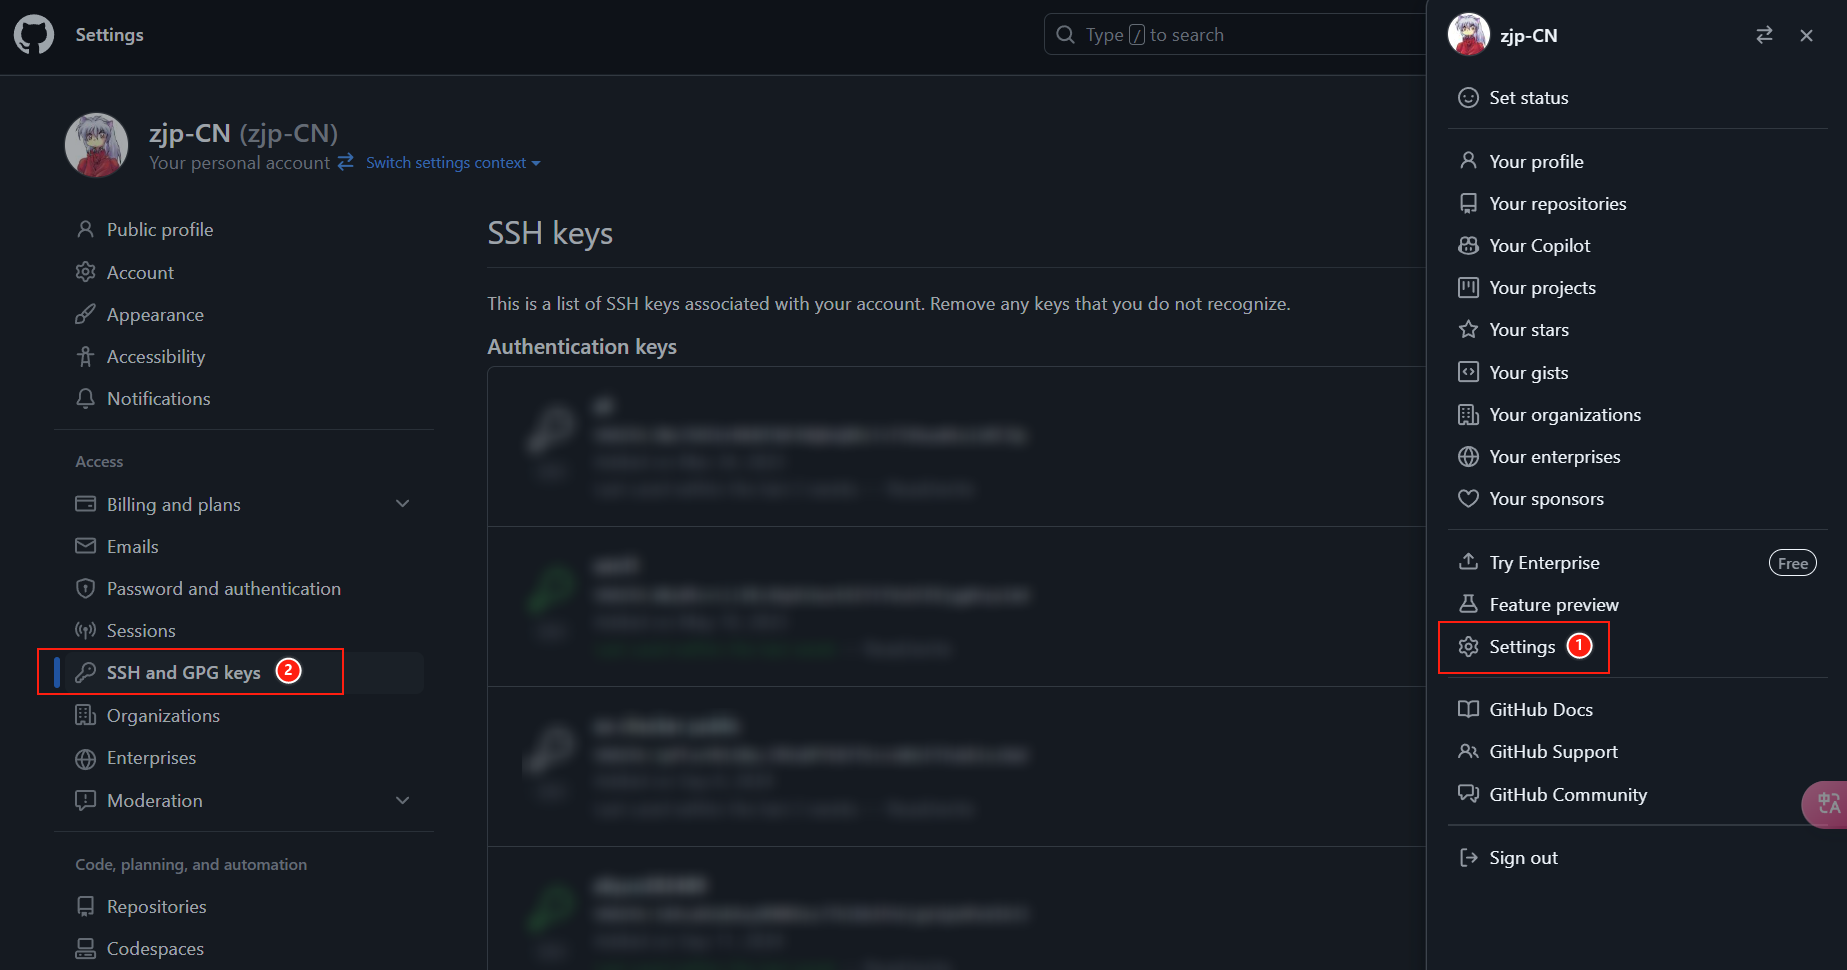 Settings
Type / to search
zjp-CN (zjp-CN)
Your personal account Switch settings context
Public profile
Account
Appearance
Accessibility
Notifications
Access
Billing and plans
Emails
Password and authentication
Sessions
SSH and GPG keys 2
Organizations
Enterprises
Moderation
Code, planning, and automation
Repositories
Codespaces
SSH keys
This is a list of SSH keys associated with your account. Remove any keys that you do not recognize.
Authentication keys
zjp-CN
Set status
Your profile
Your repositories
Your Copilot
Your projects
Your stars
Your gists
Your organizations
Your enterprises
Your sponsors
Try Enterprise Free
Feature preview
Settings 1
GitHub Docs
GitHub Support
GitHub Community
中A
Sign out